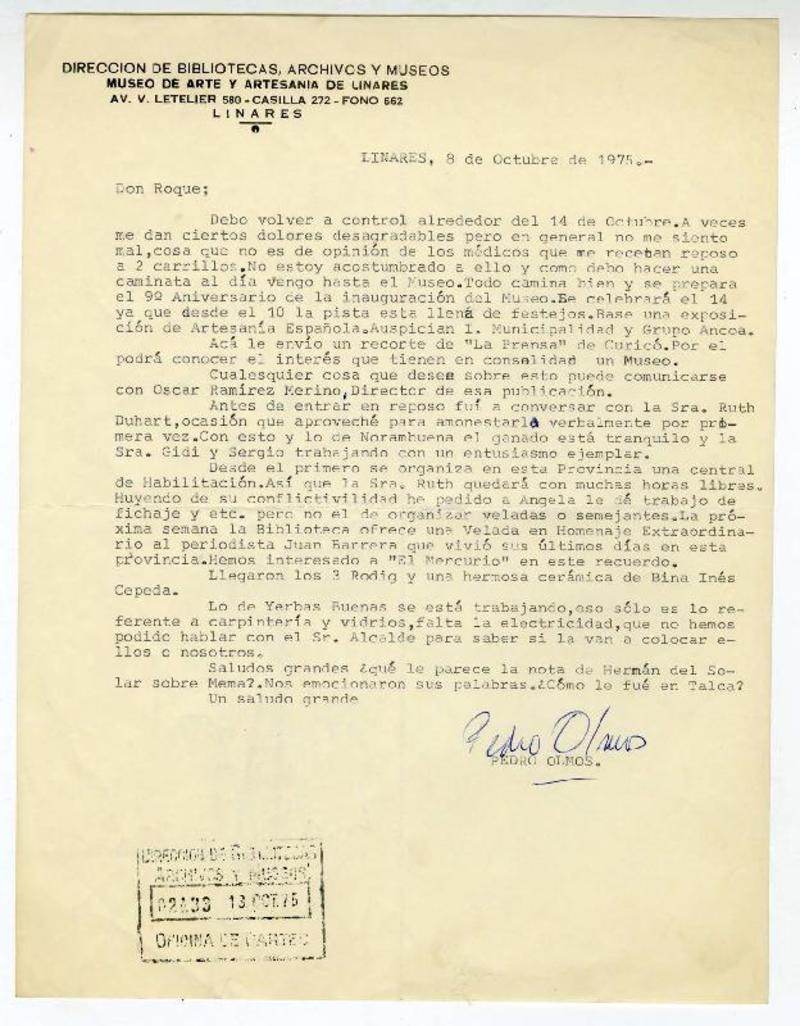 DIRECCION DE BIBLIOTECAS, ARCHIVOS Y MUSEOS
MUSEO DE ARTE Y ARTESANIA DE LINARES
AV. V. LETELIER 580 - CASILLA 272 - FONO 662
LINARES
LINARES, 8 de Octubre de 1975.-
Don Roque;
Debo volver a control alrededor del 14 de Octubre.A veces
me dan ciertos dolores desagradables pero en general no me siento
mal,cosa que no es de opinión de los médicos que me recetan reposo
a 2 carrillos.No estoy acostumbrado a ello y como debo hacer una
caminata al día vengo hasta el Museo.Todo camina bien y se prepara
el 9º Aniversario de la inauguración del Museo.Se celebrará el 14
ya que desde el 10 la pista esta llena de festejos.Base una exposi-
ción de Artesanía Española.Auspician I. Municipalidad y Grupo Ancoa.
Acá le envío un recorte de "La Prensa" de Curicó.Por el
podrá conocer el interés que tienen en consolidad un Museo.
Cualesquier cosa que desee sobre esto puede comunicarse
con Oscar Ramírez Merino,Director de esa publicación.
Antes de entrar en reposo fuí a conversar con la Sra. Ruth
Duhart,ocasión que aproveché para amonestarla verbalmente por pri-
mera vez.Con esto y lo de Norambuena el ganado está tranquilo y la
Sra. Gidi y Sergio trabajando con un entusiasmo ejemplar.
Desde el primero se organiza en esta Provincia una central
de Habilitación.Así que la Sra. Ruth quedará con muchas horas libres.
Huyendo de su conflictivilidad he pedido a Angela le dé trabajo de
fichaje y etc. pero no el de organizar veladas o semejantes.La pró-
xima semana la Biblioteca ofrece una Velada en Homenaje Extraordina-
rio al periodista Juan Barrera que vivió sus últimos días en esta
provincia.Hemos interesado a "El Mercurio" en este recuerdo.
Llegaron los 3 Rodig y una hermosa cerámica de Bina Inés
Cepeda.
Lo de Yerbas Buenas se está trabajando,eso sólo es lo re-
ferente a carpintería y vidrios,falta la electricidad,que no hemos
podido hablar con el Sr. Alcalde para saber si la van a colocar e-
llos o nosotros.
Saludos grandes ¿qué le parece la nota de Hermán del So-
lar sobre Mema?.Nos emocionaron sus palabras.¿Cómo le fué en Talca?
Un saludo grande
Pedro Olmos
PEDRO OLMOS.
DIRECCION DE BIBLIOTECAS
ARCHIVOS Y MUSEOS
13 OCT.75
OFICINA DE PARTES